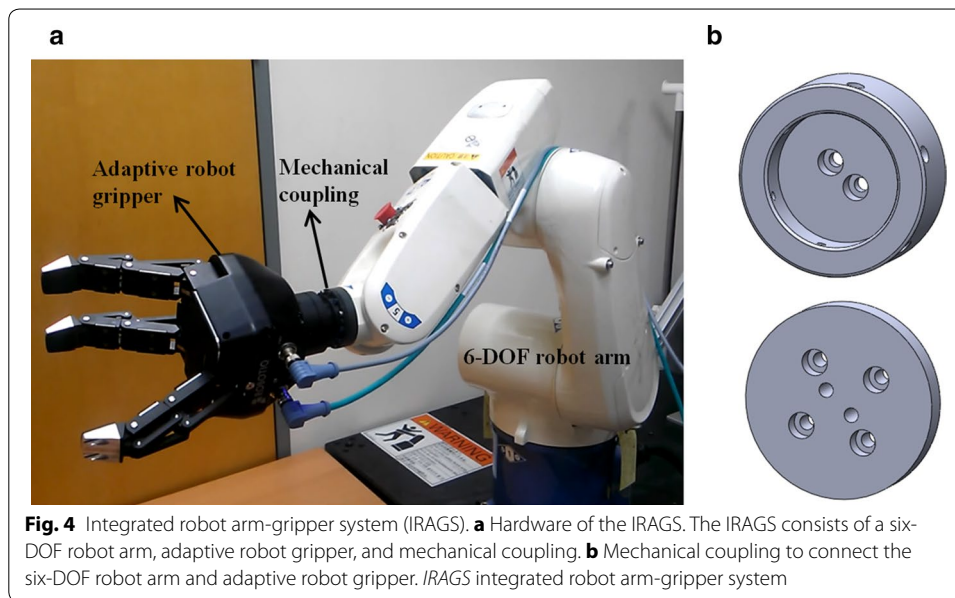 a
b
Adaptive robot
gripper
Mechanical
coupling
6-DOF robot arm
5
WARNING
Fig. 4 Integrated robot arm-gripper system (IRAGS). a Hardware of the IRAGS. The IRAGS consists of a six-
DOF robot arm, adaptive robot gripper, and mechanical coupling. b Mechanical coupling to connect the
six-DOF robot arm and adaptive robot gripper. IRAGS integrated robot arm-gripper system